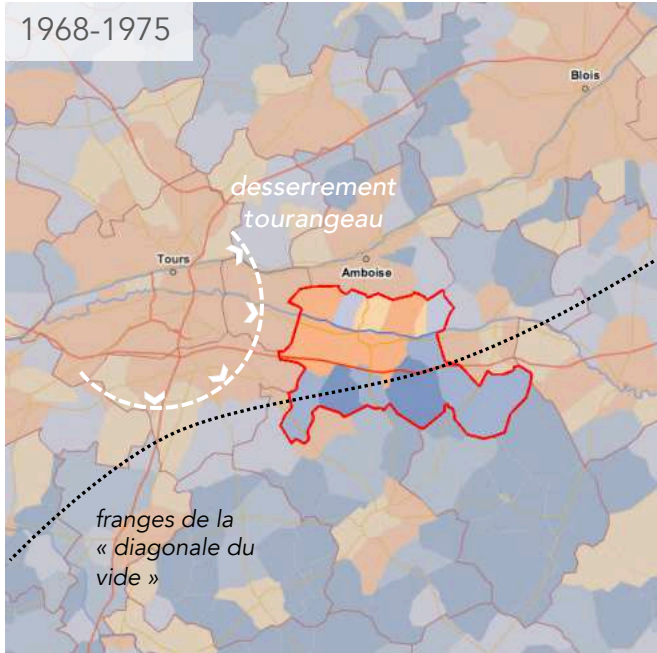 1968-1975
Blois
desserrement
tourangeau
Tours
Amboise
franges de la
« diagonale du
vide »